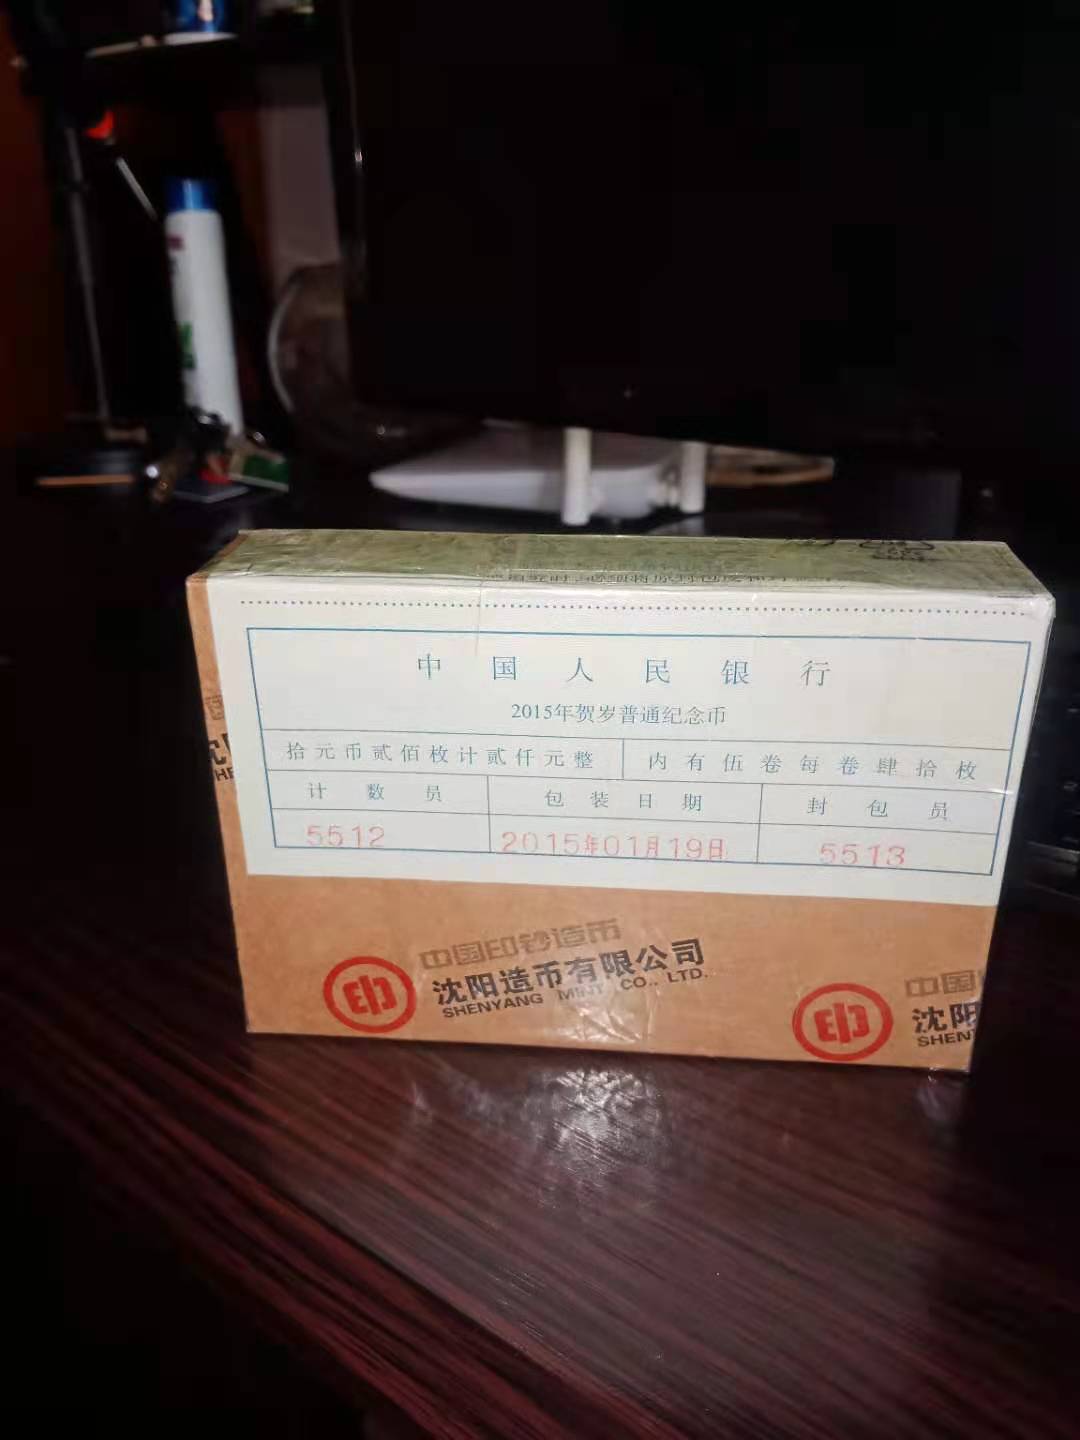 中国人民银行
2015年贺岁普通纪念币
拾元币贰佰枚计贰仟元整 内有伍卷每卷肆拾枚
计数员 包装日期 封包员
5512 2015年01月19日 5513
中国印钞造币
沈阳造币有限公司
SHENYANG MINT CO., LTD.
中国
沈阳
SHEN